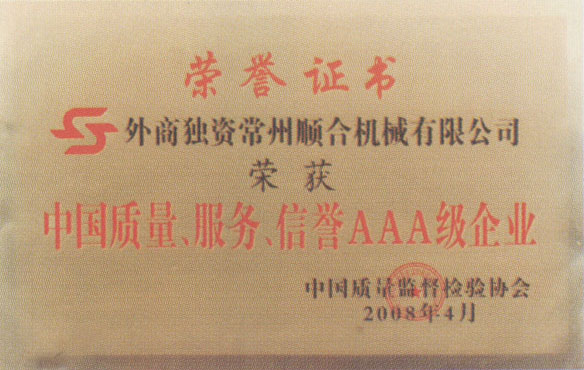 荣誉证书
外商独资常州顺合机械有限公司
荣获
中国质量、服务、信誉AAA级企业
中国质量监督检验协会
2008年4月